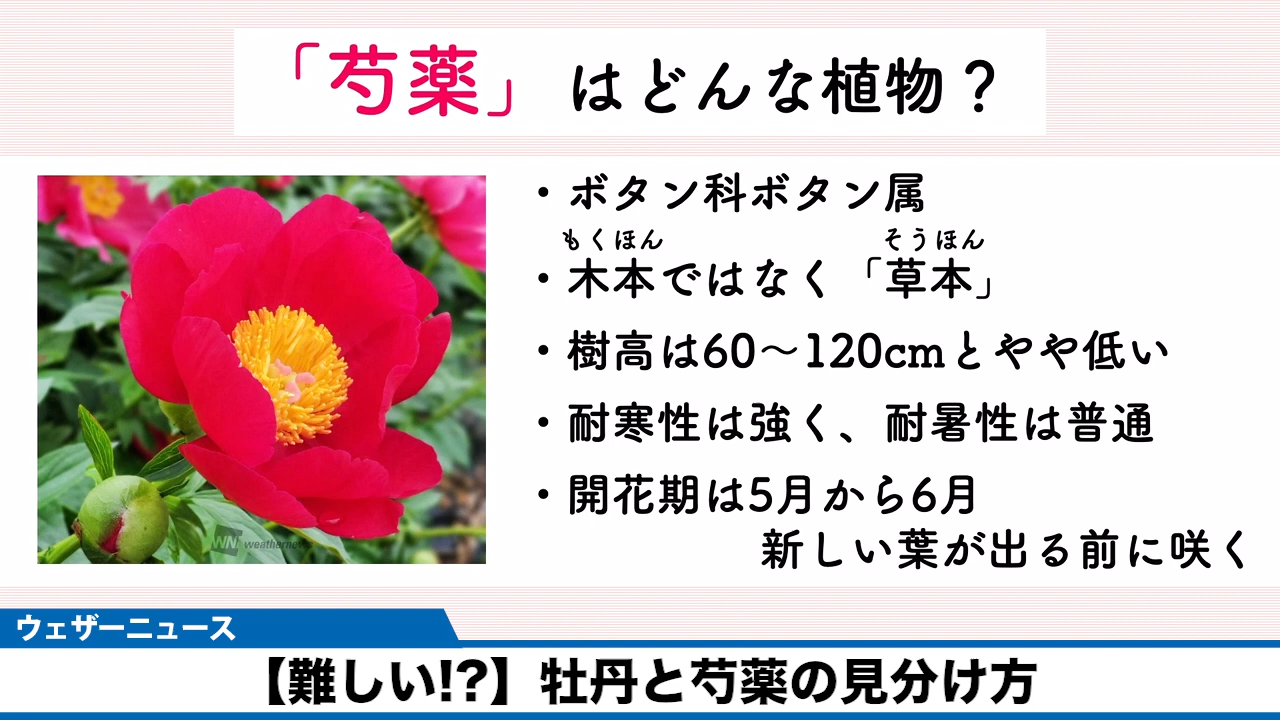 「芍薬」はどんな植物？
・ボタン科ボタン属
もくほん そうほん
・木本ではなく「草本」
・樹高は60〜120cmとやや低い
・耐寒性は強く、耐暑性は普通
・開花期は5月から6月
新しい葉が出る前に咲く
WN weathernews
ウェザーニュース
【難しい!?】牡丹と芍薬の見分け方